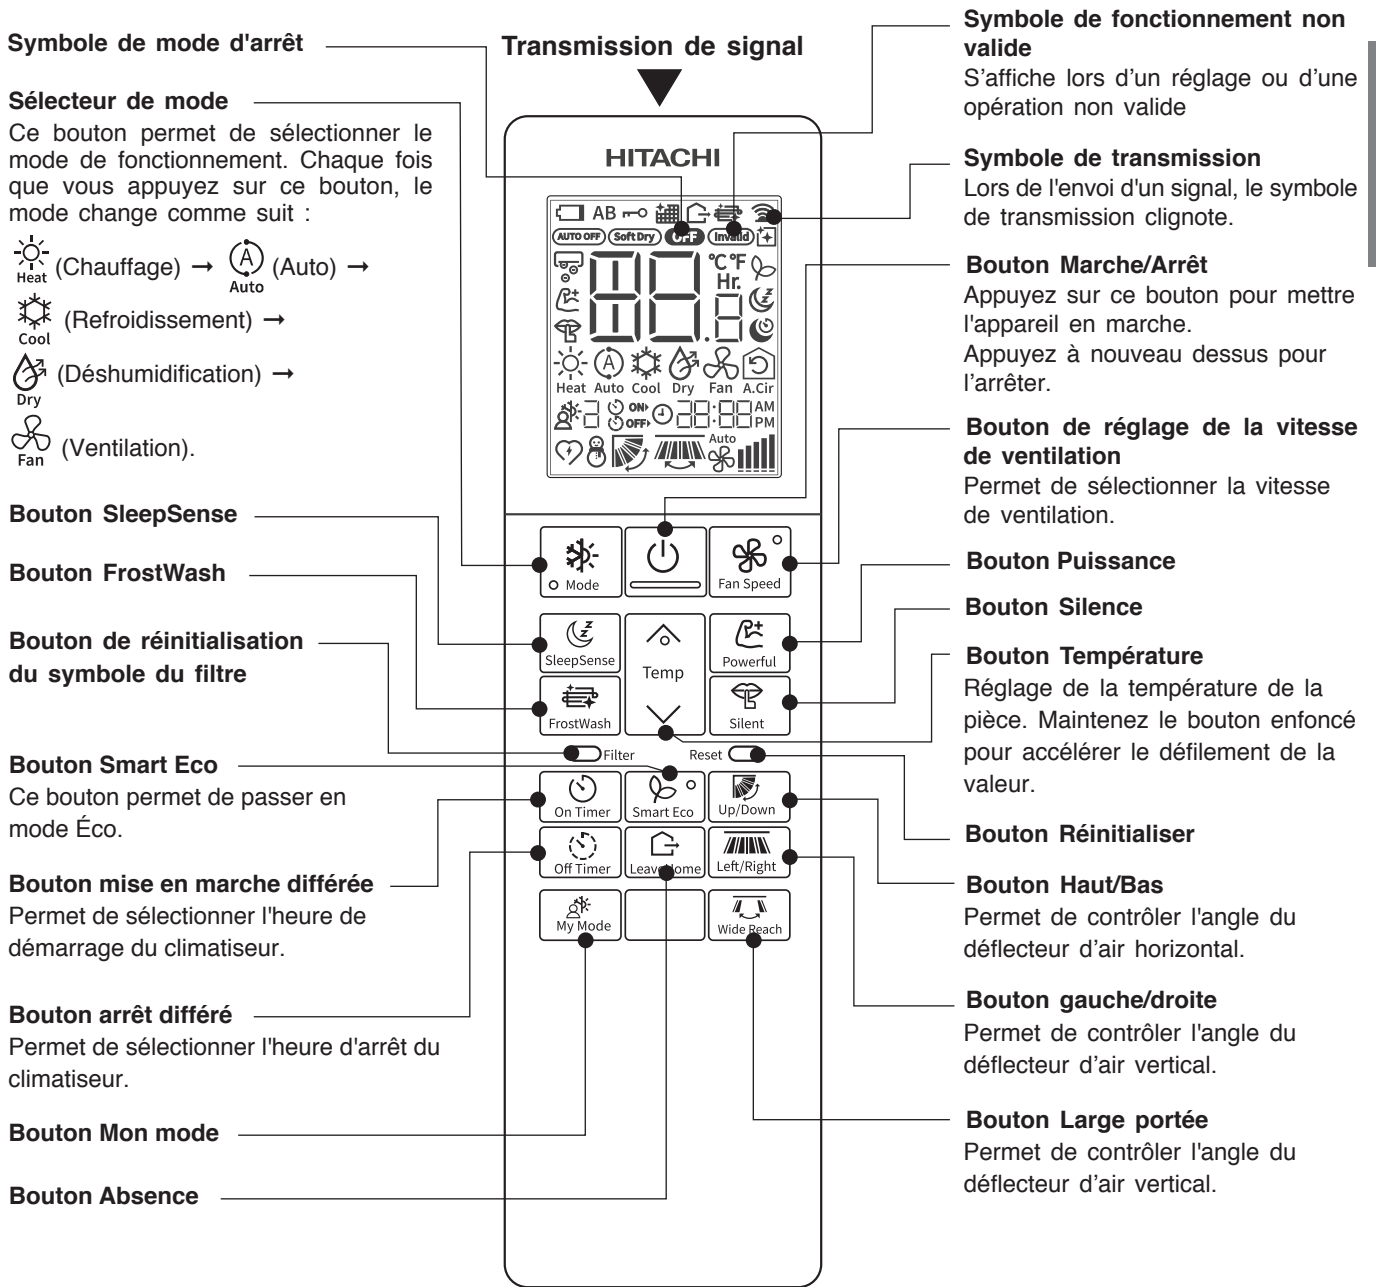 Symbole de mode d'arrêt
Sélecteur de mode
Ce bouton permet de sélectionner le
mode de fonctionnement. Chaque fois
que vous appuyez sur ce bouton, le
mode change comme suit :
Heat (Chauffage) → Auto (Auto) →
Cool (Refroidissement) →
Dry (Déshumidification) →
Fan (Ventilation).
Bouton SleepSense
Bouton FrostWash
Bouton de réinitialisation
du symbole du filtre
Bouton Smart Eco
Ce bouton permet de passer en
mode Éco.
Bouton mise en marche différée
Permet de sélectionner l'heure de
démarrage du climatiseur.
Bouton arrêt différé
Permet de sélectionner l'heure d'arrêt du
climatiseur.
Bouton Mon mode
Bouton Absence
Transmission de signal
HITACHI
AB
AUTO OFF Soft Dry OFF Invalid
°C °F
Hr.
Heat Auto Cool Dry Fan A.Cir
ON
OFF
88:88 AM
PM
Auto
Mode
Fan Speed
SleepSense
Temp
Powerful
FrostWash
Silent
Filter
Reset
On Timer
Smart Eco
Up/Down
Off Timer
Leave Home
Left/Right
My Mode
Wide Reach
Symbole de fonctionnement non
valide
S'affiche lors d'un réglage ou d'une
opération non valide
Symbole de transmission
Lors de l'envoi d'un signal, le symbole
de transmission clignote.
Bouton Marche/Arrêt
Appuyez sur ce bouton pour mettre
l'appareil en marche.
Appuyez à nouveau dessus pour
l'arrêter.
Bouton de réglage de la vitesse
de ventilation
Permet de sélectionner la vitesse
de ventilation.
Bouton Puissance
Bouton Silence
Bouton Température
Réglage de la température de la
pièce. Maintenez le bouton enfoncé
pour accélérer le défilement de la
valeur.
Bouton Réinitialiser
Bouton Haut/Bas
Permet de contrôler l'angle du
déflecteur d'air horizontal.
Bouton gauche/droite
Permet de contrôler l'angle du
déflecteur d'air vertical.
Bouton Large portée
Permet de contrôler l'angle du
déflecteur d'air vertical.